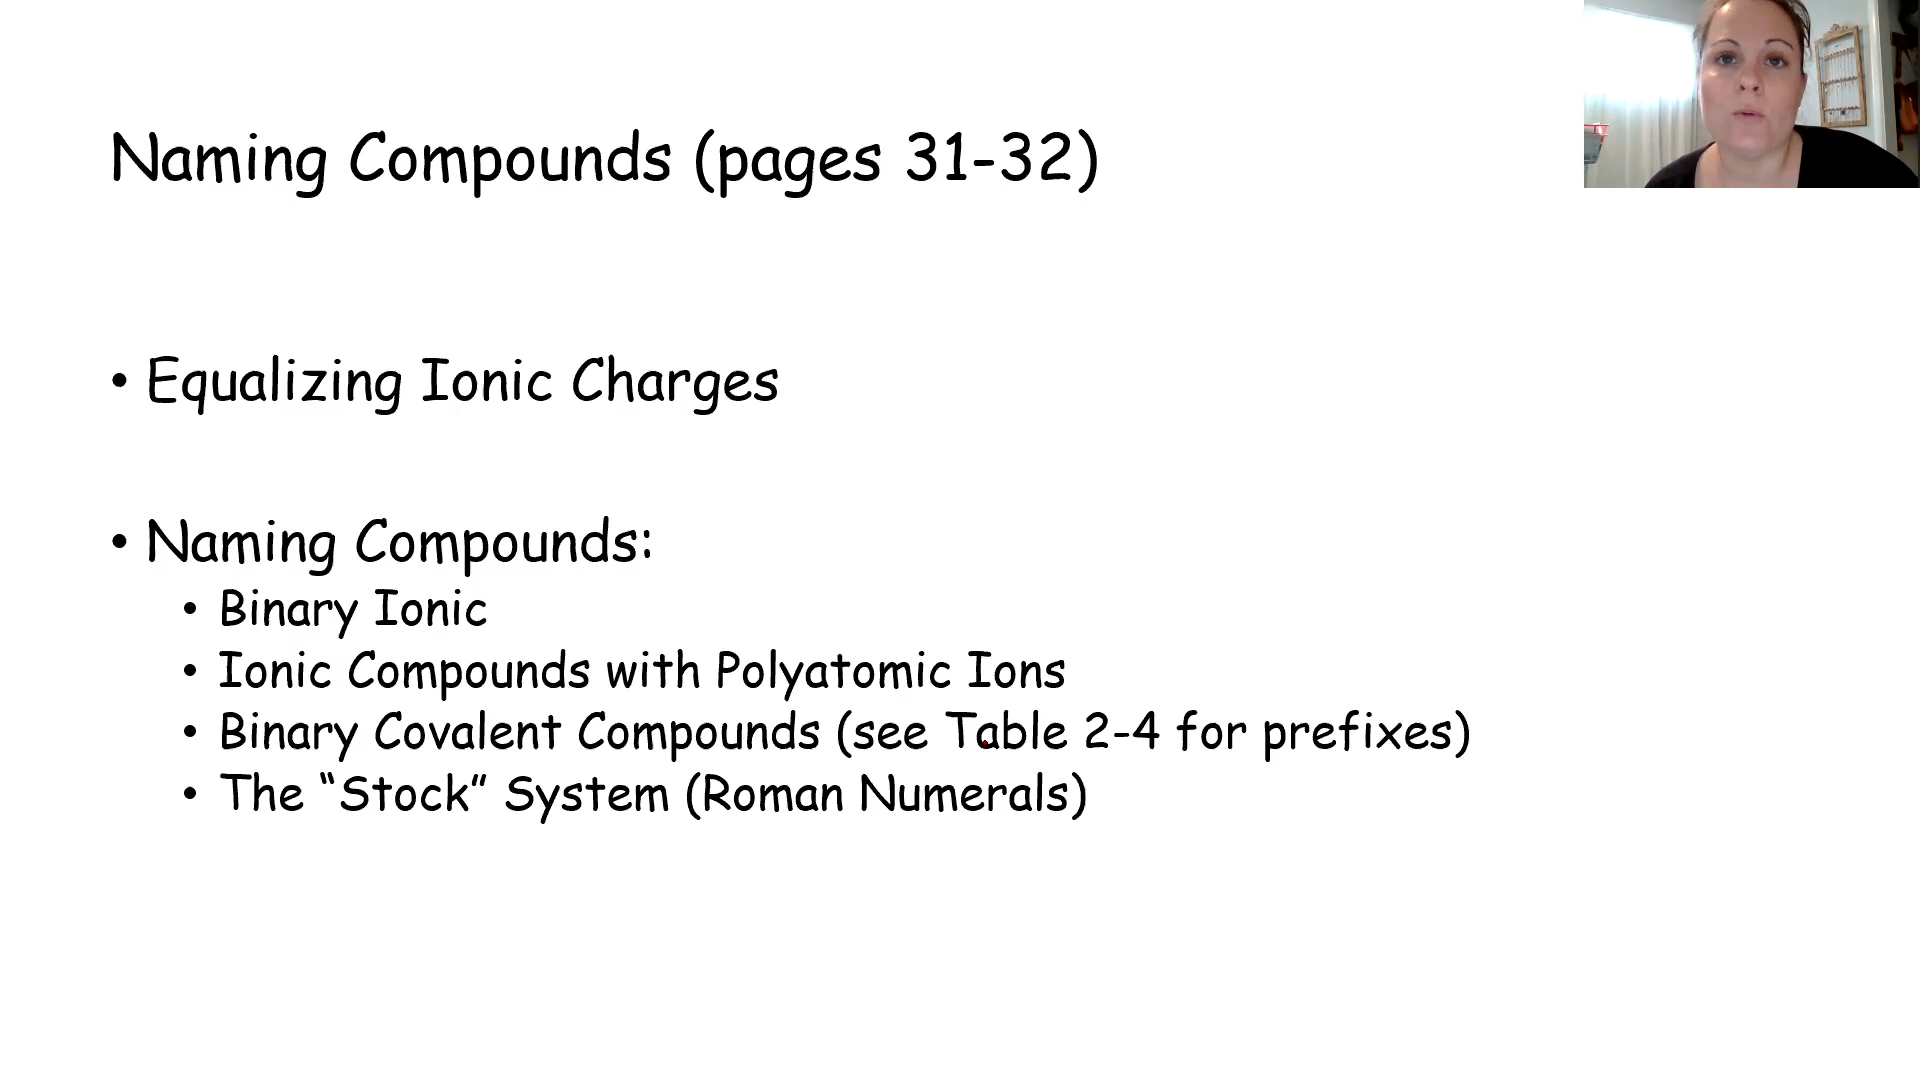 Naming Compounds (pages 31-32)
• Equalizing Ionic Charges
• Naming Compounds:
• Binary Ionic
• Ionic Compounds with Polyatomic Ions
• Binary Covalent Compounds (see Table 2-4 for prefixes)
• The “Stock” System (Roman Numerals)